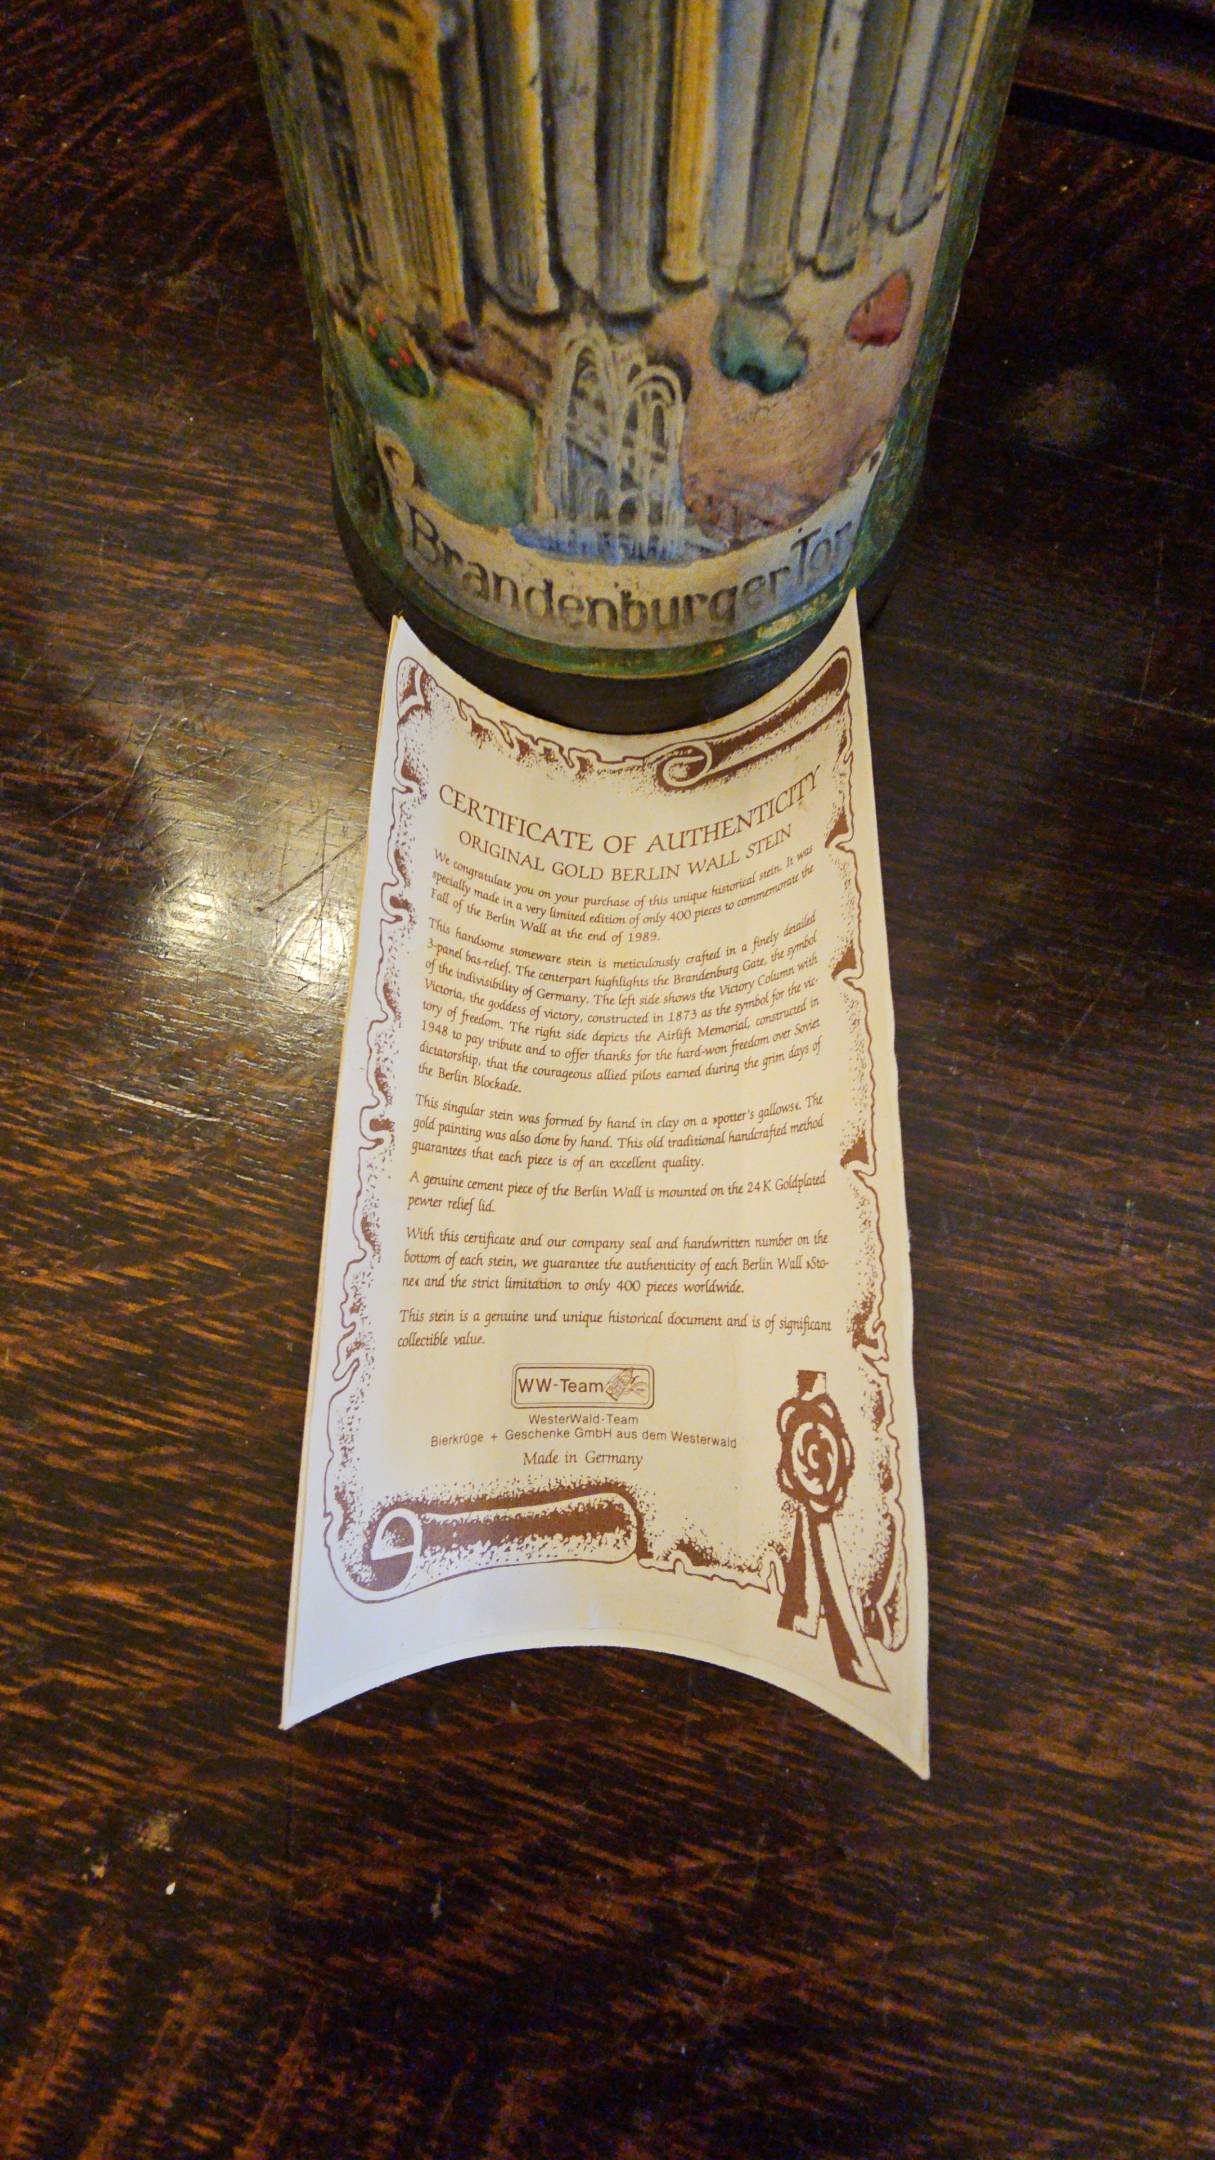 Brandenburger Tor
CERTIFICATE OF AUTHENTICITY
ORIGINAL GOLD BERLIN WALL STEIN
We congratulate you on your purchase of this unique historical stein. It was
specially made in a very limited edition of only 400 pieces to commemorate the
Fall of the Berlin Wall at the end of 1989.
This handsome stoneware stein is meticulously crafted in a finely detailed
3-panel bas-relief. The centerpart highlights the Brandenburg Gate, the symbol
of the indivisibility of Germany. The left side shows the Victory Column with
Victoria, the goddess of victory, constructed in 1873 as the symbol for the vic-
tory of freedom. The right side depicts the Airlift Memorial, constructed in
1948 to pay tribute and to offer thanks for the hard-won freedom over Soviet
dictatorship, that the courageous allied pilots earned during the grim days of
the Berlin Blockade.
This singular stein was formed by hand in clay on a »potter's gallows«. The
gold painting was also done by hand. This old traditional handcrafted method
guarantees that each piece is of an excellent quality.
A genuine cement piece of the Berlin Wall is mounted on the 24 K Goldplated
pewter relief lid.
With this certificate and our company seal and handwritten number on the
bottom of each stein, we guarantee the authenticity of each Berlin Wall »Sto-
ne« and the strict limitation to only 400 pieces worldwide.
This stein is a genuine und unique historical document and is of significant
collectible value.
WW-Team
WesterWald-Team
Bierkrüge + Geschenke GmbH aus dem Westerwald
Made in Germany